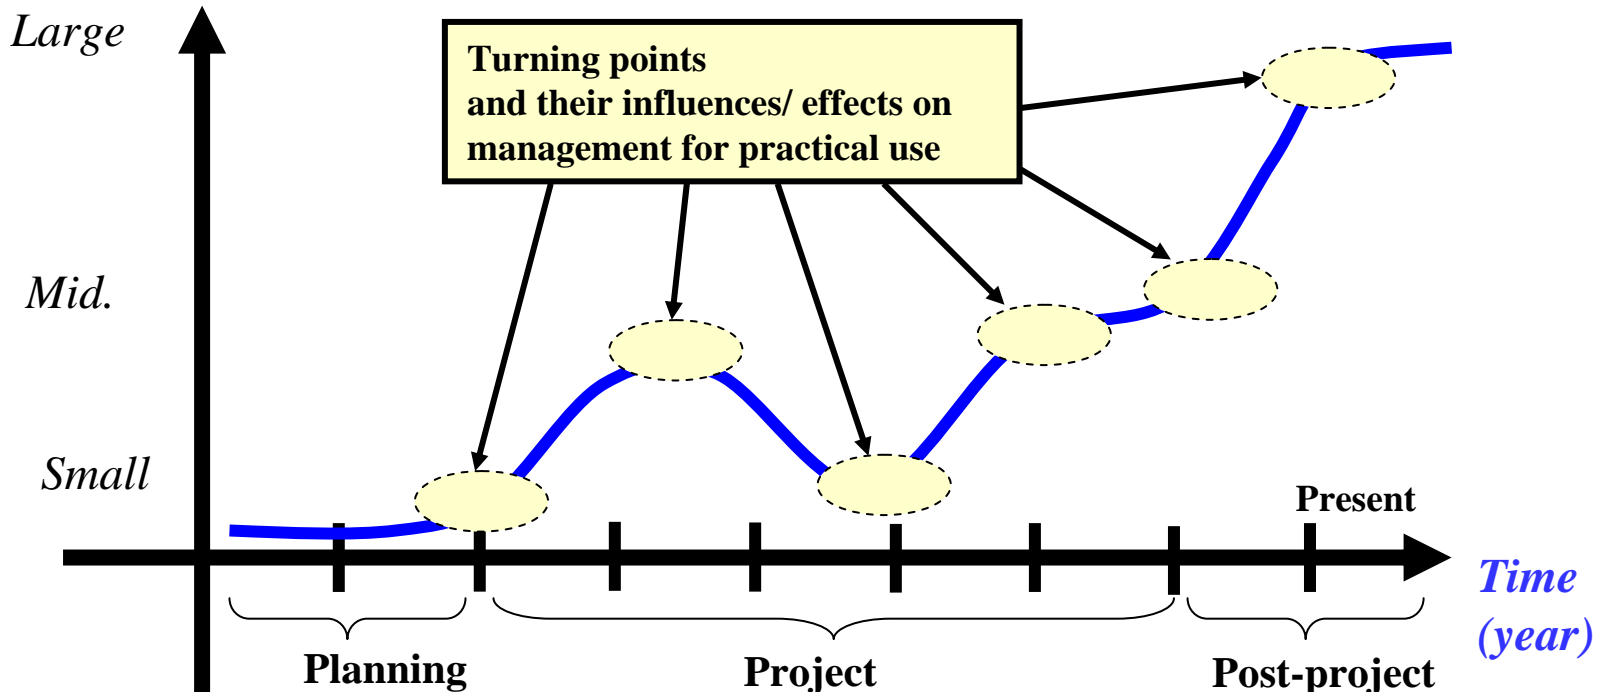 Large
Turning points
and their influences/ effects on
management for practical use
Mid.
Small
Present
Time
(year)
Planning
Project
Post-project